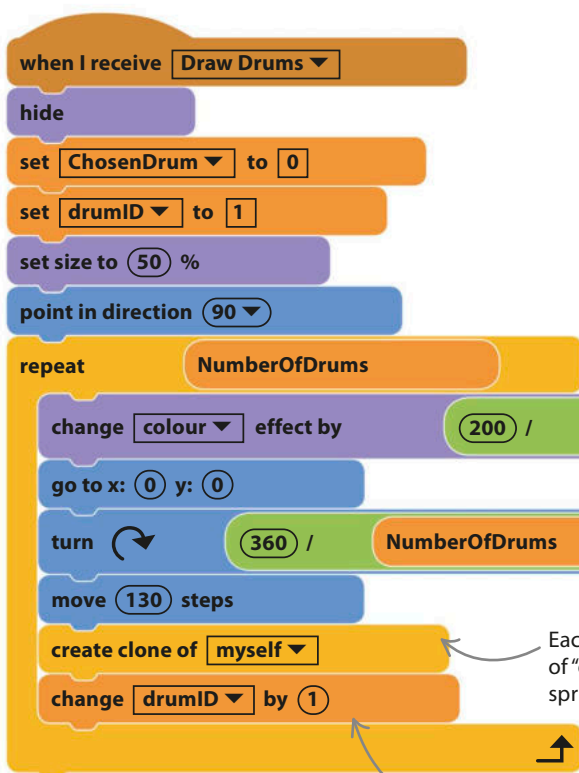 when I receive Draw Drums
hide
set ChosenDrum to 0
set drumID to 1
set size to 50 %
point in direction 90
repeat NumberOfDrums
change colour effect by 200 /
go to x: 0 y: 0
turn 360 / NumberOfDrums
move 130 steps
create clone of myself
change drumID by 1